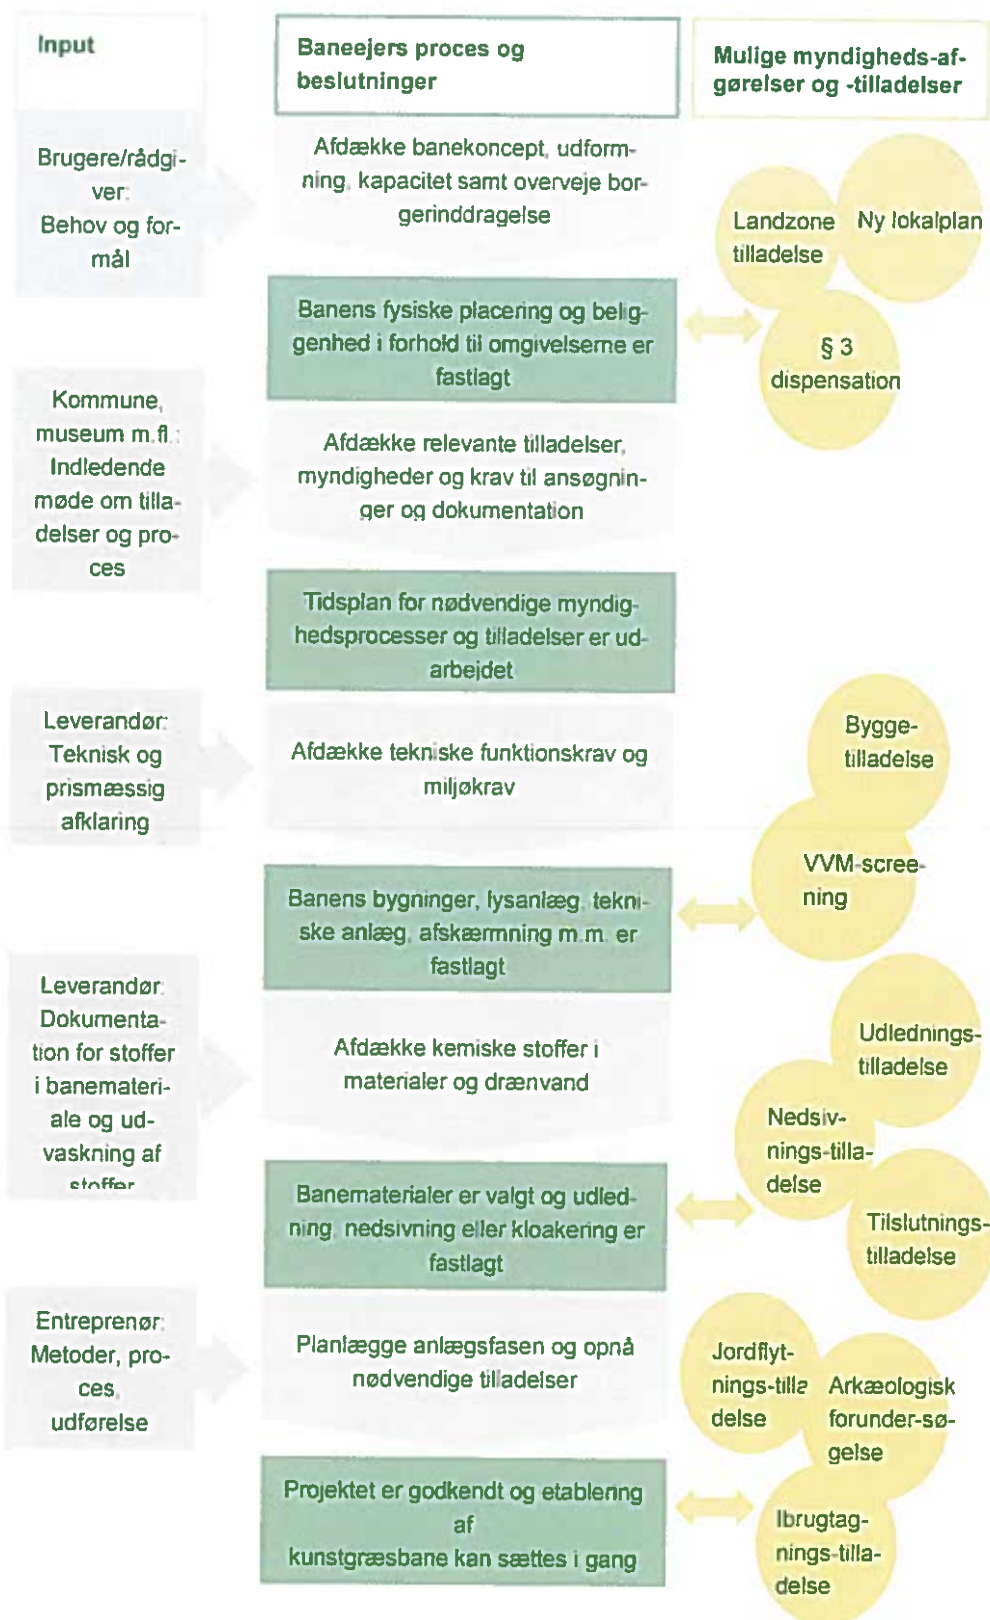 Input
Baneejers proces og
beslutninger
Mulige myndigheds-af-
gørelser og -tilladelser
Brugere/rådgi-
ver:
Behov og for-
mål
Afdække banekoncept, udform-
ning, kapacitet samt overveje bor-
gerinddragelse
Landzone
tilladelse
Ny lokalplan
Banens fysiske placering og belig-
genhed i forhold til omgivelserne er
fastlagt
§ 3
dispensation
Kommune,
museum m.fl.:
Indledende
møde om tilla-
delser og pro-
ces
Afdække relevante tilladelser,
myndigheder og krav til ansøgnin-
ger og dokumentation
Tidsplan for nødvendige myndig-
hedsprocesser og tilladelser er ud-
arbejdet
Leverandør:
Teknisk og
prismæssig
afklaring
Afdække tekniske funktionskrav og
miljøkrav
Bygge-
tilladelse
VVM-scree-
ning
Banens bygninger, lysanlæg, tekni-
ske anlæg, afskærmning m.m. er
fastlagt
Leverandør:
Dokumenta-
tion for stoffer
i banemateri-
ale og ud-
vaskning af
stoffer
Afdække kemiske stoffer i
materialer og drænvand
Udlednings-
tilladelse
Nedsiv-
nings-tilla-
delse
Banematerialer er valgt og udled-
ning, nedsivning eller kloakering er
fastlagt
Tilslutnings-
tilladelse
Entreprenør:
Metoder, pro-
ces,
udførelse
Planlægge anlægsfasen og opnå
nødvendige tilladelser
Jordflyt-
nings-tilla
delse
Arkæologisk
forunder-sø-
gelse
Projektet er godkendt og etablering
af
kunstgræsbane kan sættes i gang
Ibrugtag-
nings-tilla-
delse